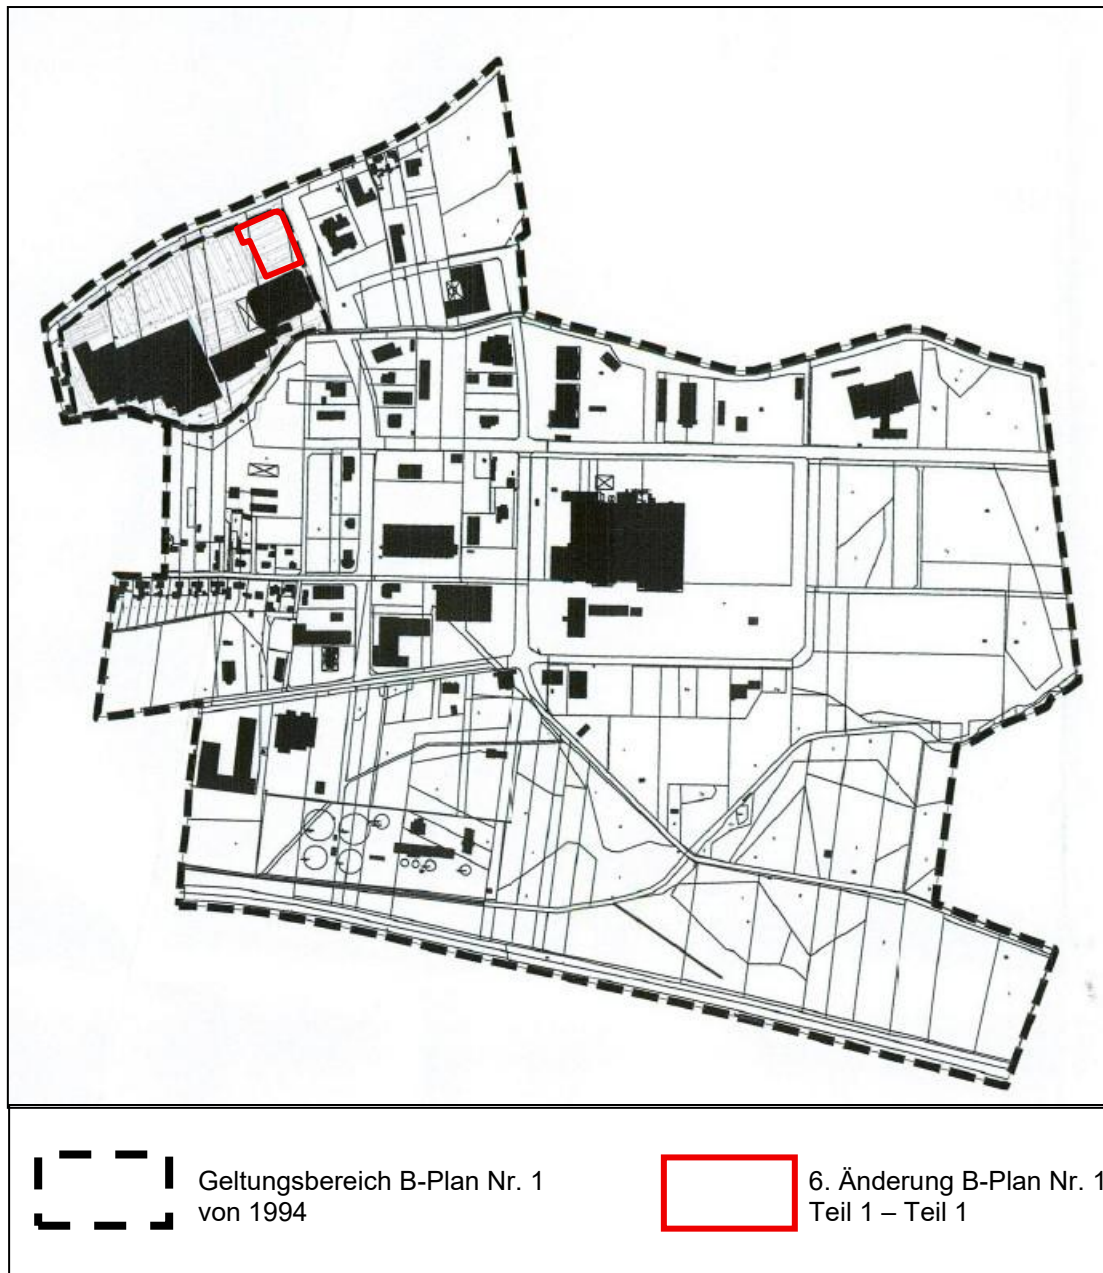 Geltungsbereich B-Plan Nr. 1
von 1994
6. Änderung B-Plan Nr. 1
Teil 1 – Teil 1